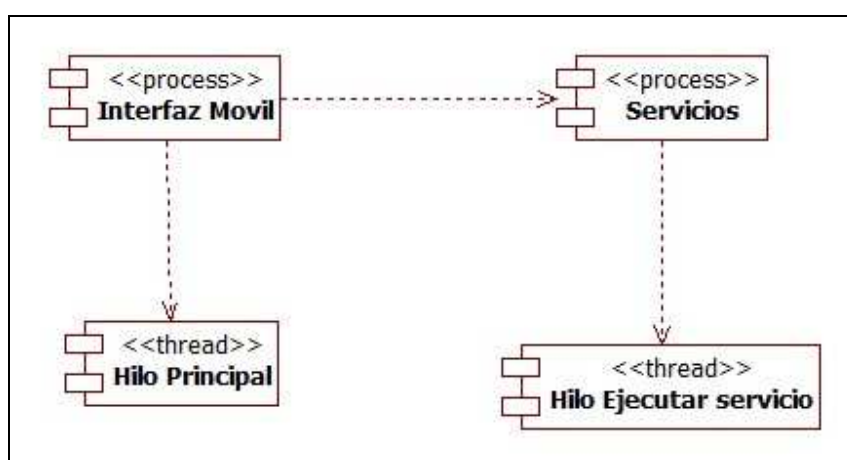 <<process>>
Interfaz Movil
<<process>>
Servicios
<<thread>>
Hilo Principal
<<thread>>
Hilo Ejecutar servicio